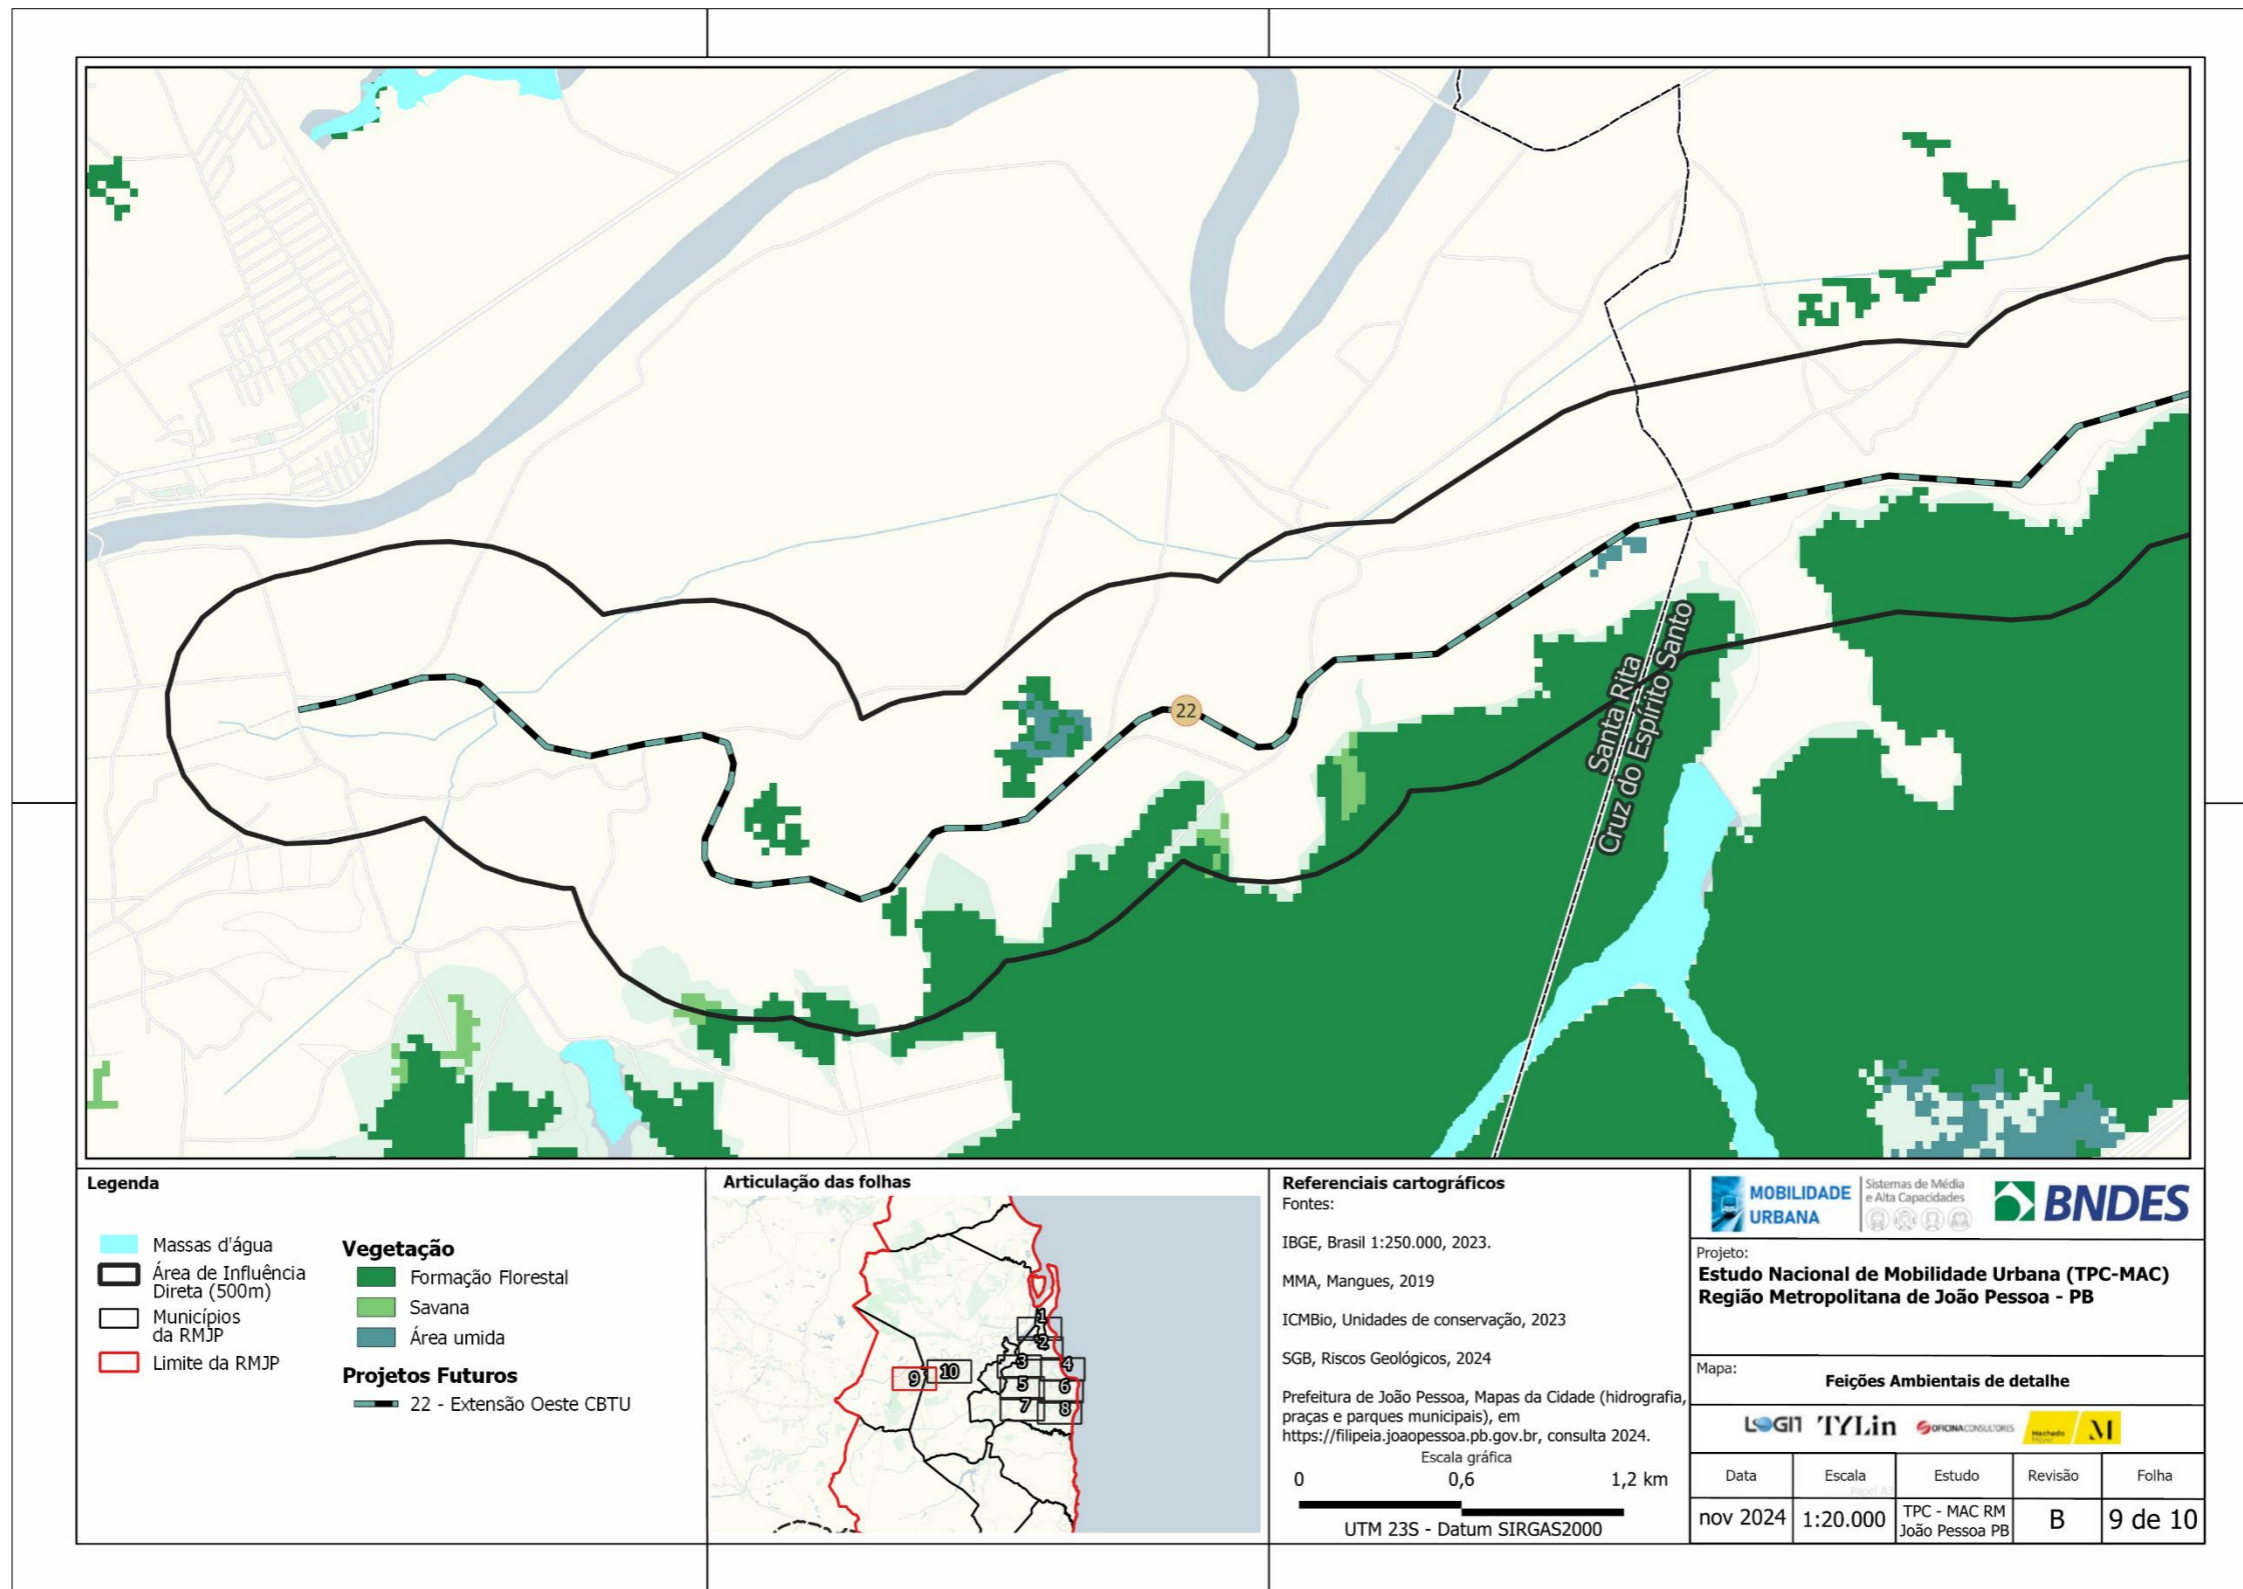 22
Santa Rita
Cruz do Espírito Santo
Legenda
Massas d'água
Área de Influência
Direta (500m)
Municípios
da RMJP
Limite da RMJP
Vegetação
Formação Florestal
Savana
Área umida
Projetos Futuros
22 - Extensão Oeste CBTU
Articulação das folhas
1
2
3
4
5
6
7
8
9
10
Referenciais cartográficos
Fontes:
IBGE, Brasil 1:250.000, 2023.
MMA, Mangues, 2019
ICMBio, Unidades de conservação, 2023
SGB, Riscos Geológicos, 2024
Prefeitura de João Pessoa, Mapas da Cidade (hidrografia,
praças e parques municipais), em
https://filipeia.joaopessoa.pb.gov.br, consulta 2024.
Escala gráfica
0 0,6 1,2 km
UTM 23S - Datum SIRGAS2000
MOBILIDADE
URBANA
Sistemas de Média
e Alta Capacidades
BNDES
Projeto:
Estudo Nacional de Mobilidade Urbana (TPC-MAC)
Região Metropolitana de João Pessoa - PB
Mapa:
Feições Ambientais de detalhe
LOGIT TYLin OFICINA CONSULTORES Machado Meyer M
Data Escala Estudo Revisão Folha
Papel A3
nov 2024 1:20.000 TPC - MAC RM
João Pessoa PB B 9 de 10